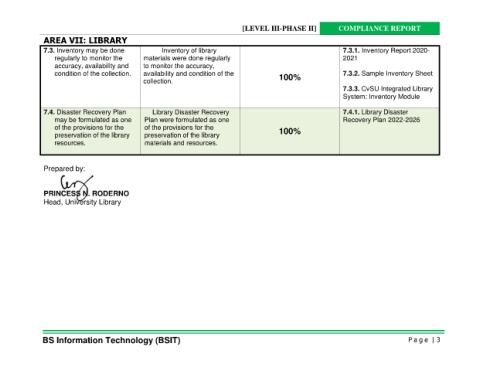 [LEVEL III-PHASE II] COMPLIANCE REPORT
AREA VII: LIBRARY
7.3. Inventory may be done
regularly to monitor the
accuracy, availability and
condition of the collection.
Inventory of library
materials were done regularly
to monitor the accuracy,
availability and condition of the
collection.
100%
7.3.1. Inventory Report 2020-
2021
7.3.2. Sample Inventory Sheet
7.3.3. CvSU Integrated Library
System: Inventory Module
7.4. Disaster Recovery Plan
may be formulated as one
of the provisions for the
preservation of the library
resources.
Library Disaster Recovery
Plan were formulated as one
of the provisions for the
preservation of the library
materials and resources.
100%
7.4.1. Library Disaster
Recovery Plan 2022-2026
Prepared by:
PRINCESS N. RODERNO
Head, University Library
BS Information Technology (BSIT)
Page | 3